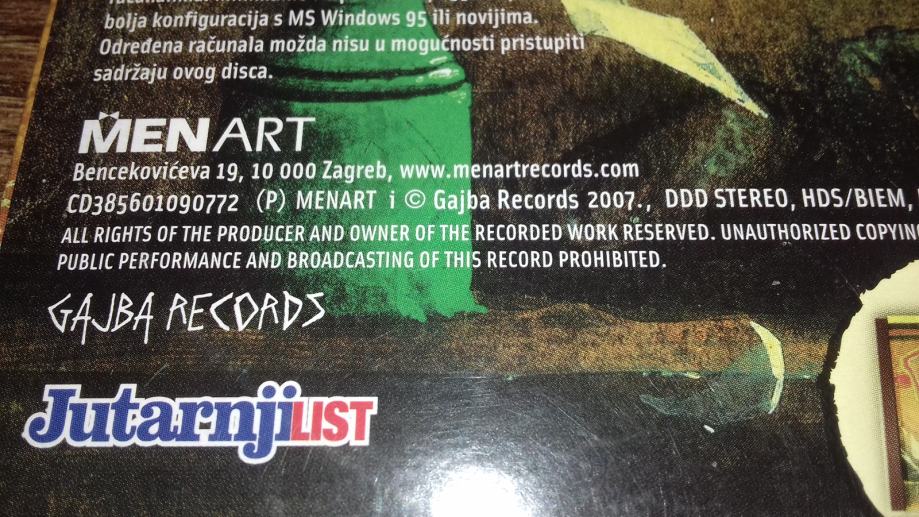 bolja konfiguracija s MS Windows 95 ili novijima.
Određena računala možda nisu u mogućnosti pristupiti
sadržaju ovog disca.
MENART
Bencekovićeva 19, 10 000 Zagreb, www.menartrecords.com
CD385601090772 (P) MENART i © Gajba Records 2007., DDD STEREO, HDS/BIEM,
ALL RIGHTS OF THE PRODUCER AND OWNER OF THE RECORDED WORK RESERVED. UNAUTHORIZED COPYING
PUBLIC PERFORMANCE AND BROADCASTING OF THIS RECORD PROHIBITED.
GAJBA RECORDS
Jutarnji LIST